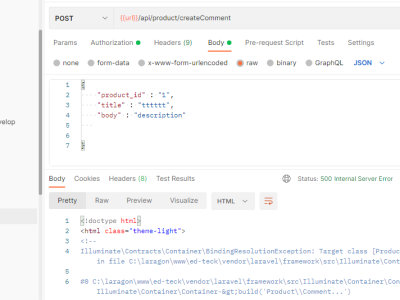 POST
{{url}}/api/product/createComment
Params Authorization Headers (9) Body Pre-request Script Tests Settings
none form-data x-www-form-urlencoded raw binary GraphQL JSON
1 {
2 "product_id" : "1",
3 "title" : "tttttt",
4 "body" : "description"
5
6
7 }
velop
Body Cookies Headers (8) Test Results Status: 500 Internal Server Error
Pretty Raw Preview Visualize HTML
1 <!doctype html>
2 <html class="theme-light">
3 <!--
4 Illuminate\Contracts\Container\BindingResolutionException: Target class [Produc
in file C:\laragon\www\ed-teck\vendor\laravel\framework\src\Illuminate\Cont
5
6 #0 C:\laragon\www\ed-teck\vendor\laravel\framework\src\Illuminate\Container\Con
Illuminate\Container\Container-&gt;build('Product\\Comment...')